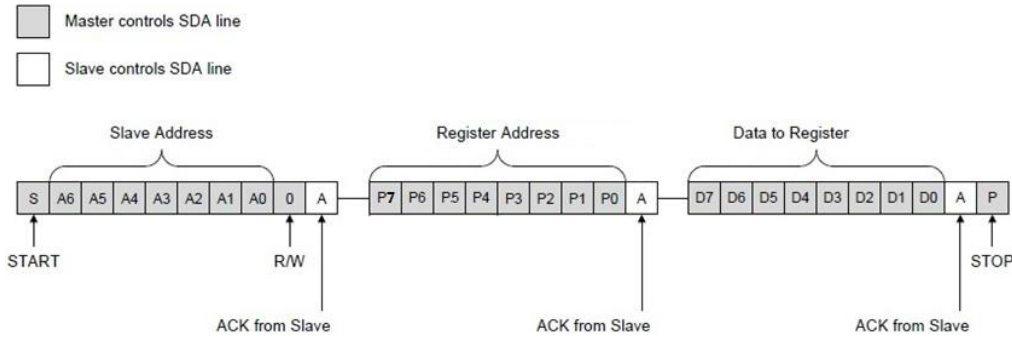 Master controls SDA line
Slave controls SDA line
Slave Address Register Address Data to Register
S A6 A5 A4 A3 A2 A1 A0 0 A P7 P6 P5 P4 P3 P2 P1 P0 A D7 D6 D5 D4 D3 D2 D1 D0 A P
START R/W STOP
ACK from Slave ACK from Slave ACK from Slave